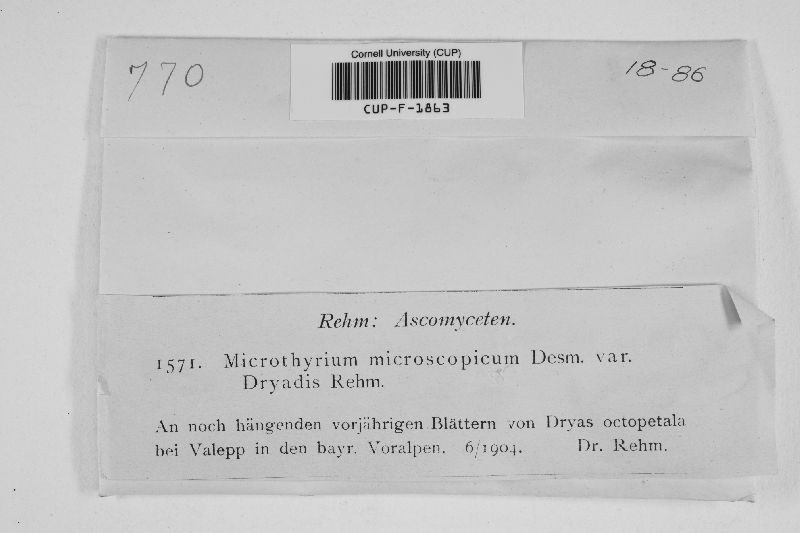 770
Cornell University (CUP)
CUP-F-1863
18-86
Rehm: Ascomyceten.
1571. Microthyrium microscopicum Desm. var.
Dryadis Rehm.
An noch hängenden vorjährigen Blättern von Dryas octopetala
bei Valepp in den bayr. Voralpen. 6/1904. Dr. Rehm.